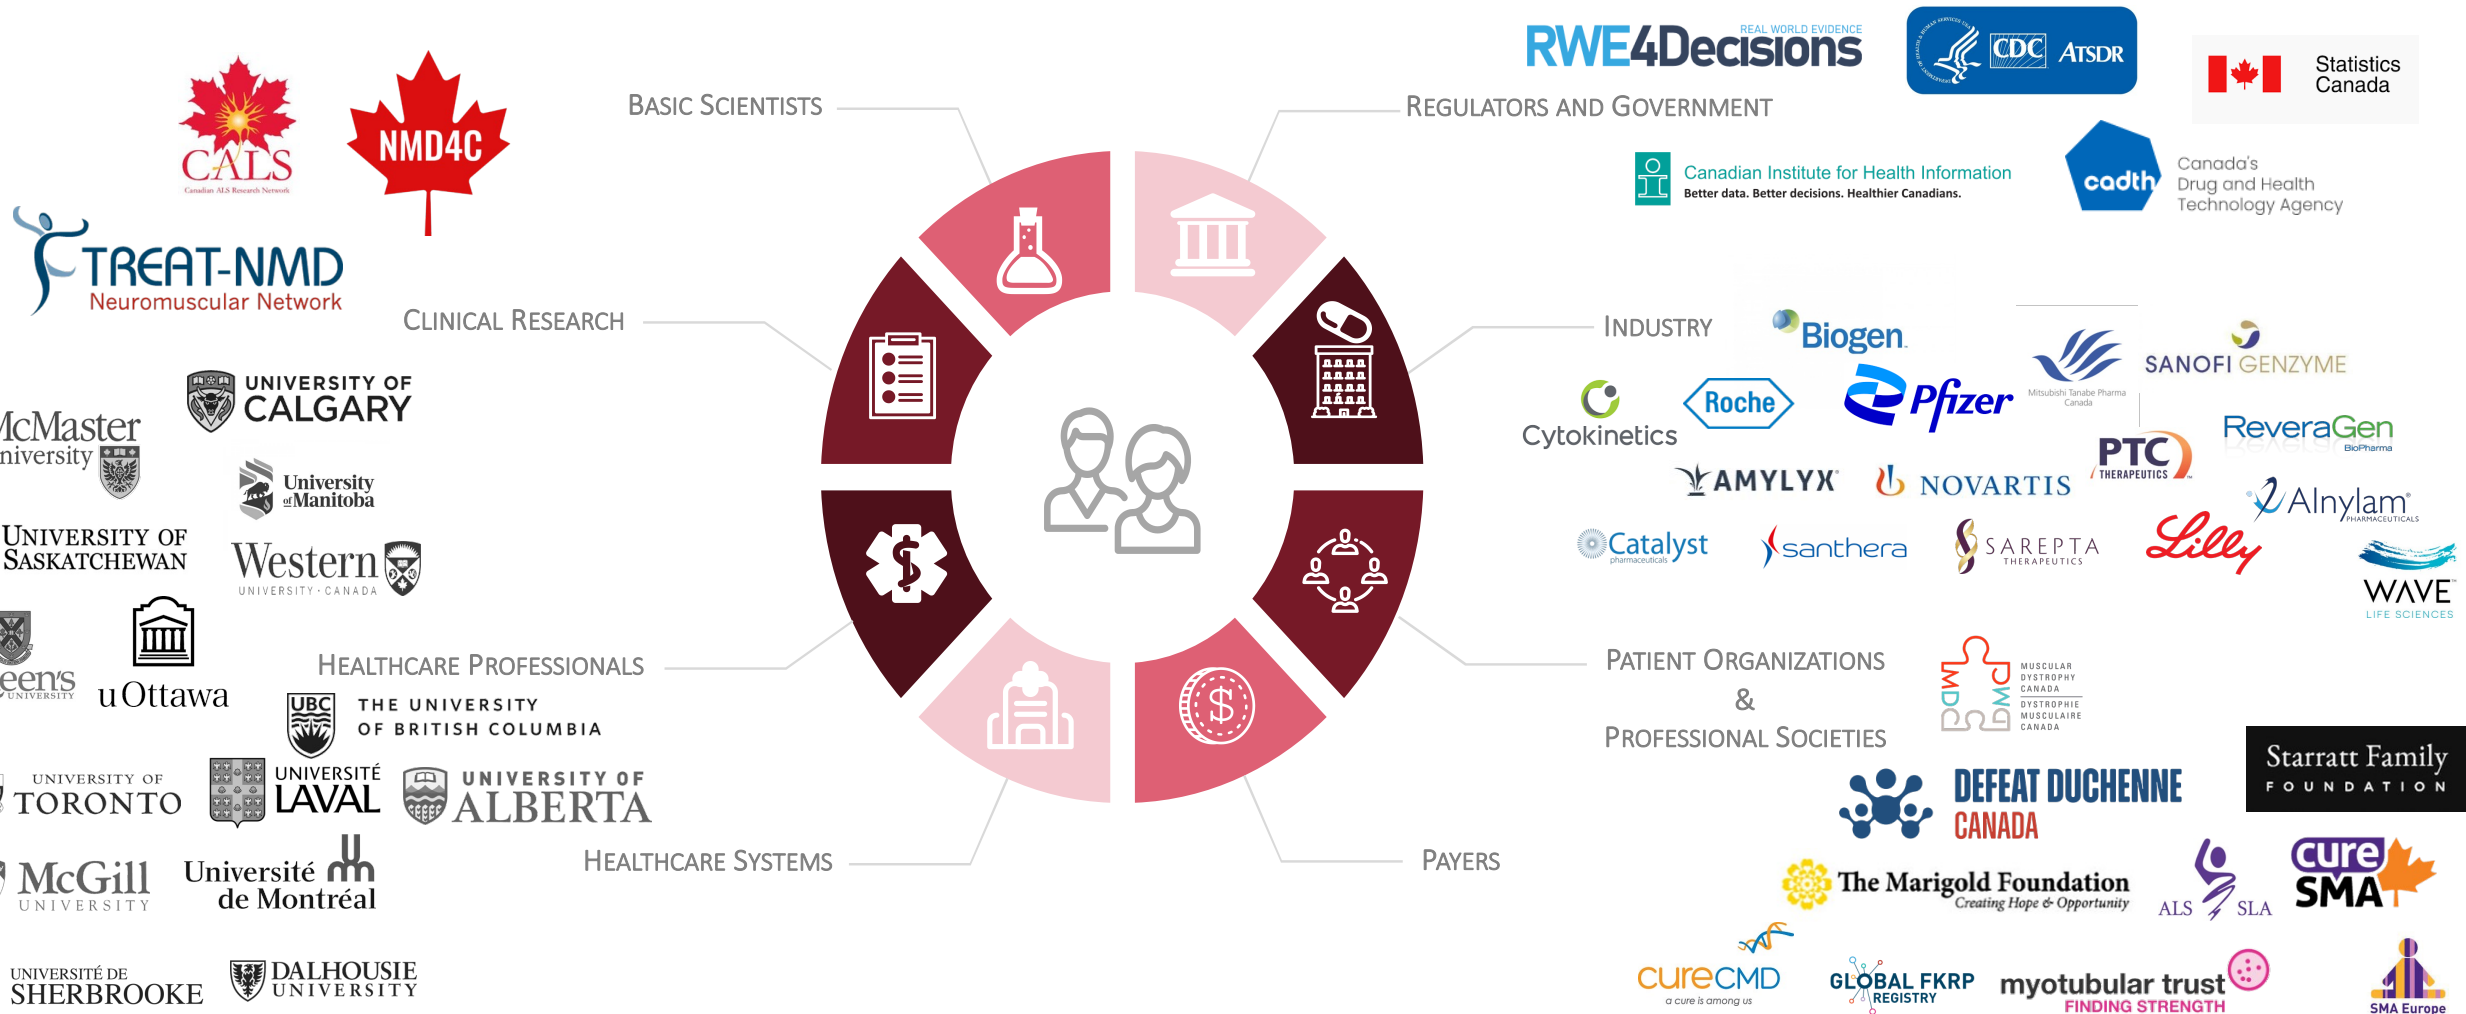 CALS
Canadian ALS Research Network
NMD4C
TREAT-NMD
Neuromuscular Network
BASIC SCIENTISTS
CLINICAL RESEARCH
UNIVERSITY OF
CALGARY
McMaster
niversity
University
of Manitoba
UNIVERSITY OF
SASKATCHEWAN
Western
UNIVERSITY · CANADA
een's
UNIVERSITY
uOttawa
HEALTHCARE PROFESSIONALS
UBC
THE UNIVERSITY
OF BRITISH COLUMBIA
UNIVERSITY OF
TORONTO
UNIVERSITÉ
LAVAL
UNIVERSITY OF
ALBERTA
McGill
UNIVERSITY
Université
de Montréal
HEALTHCARE SYSTEMS
UNIVERSITÉ DE
SHERBROOKE
DALHOUSIE
UNIVERSITY
$
RWE4Decisions
REAL WORLD EVIDENCE
DEPARTMENT OF HEALTH & HUMAN SERVICES · USA
CDC
ATSDR
Statistics
Canada
REGULATORS AND GOVERNMENT
Canadian Institute for Health Information
Better data. Better decisions. Healthier Canadians.
cadth
Canada's
Drug and Health
Technology Agency
INDUSTRY
Biogen
Mitsubishi Tanabe Pharma
Canada
SANOFI GENZYME
Cytokinetics
Roche
Pfizer
PTC
THERAPEUTICS
ReveraGen
BioPharma
AMYLYX
NOVARTIS
Alnylam
PHARMACEUTICALS
Catalyst
pharmaceuticals
santhera
SAREPTA
THERAPEUTICS
Lilly
WAVE
LIFE SCIENCES
PATIENT ORGANIZATIONS
&
PROFESSIONAL SOCIETIES
MUSCULAR
DYSTROPHY
CANADA
DYSTROPHIE
MUSCULAIRE
CANADA
Starratt Family
FOUNDATION
DEFEAT DUCHENNE
CANADA
PAYERS
The Marigold Foundation
Creating Hope & Opportunity
ALS SLA
cure
SMA
cureCMD
a cure is among us
GLOBAL FKRP
REGISTRY
myotubular trust
FINDING STRENGTH
SMA Europe